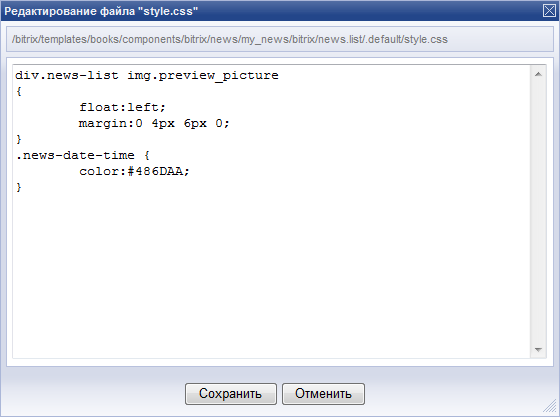 Редактирование файла "style.css"
/bitrix/templates/books/components/bitrix/news/my_news/bitrix/news.list/.default/style.css
div.news-list img.preview_picture
{
float:left;
margin:0 4px 6px 0;
}
.news-date-time {
color:#486DAA;
}
Сохранить Отменить